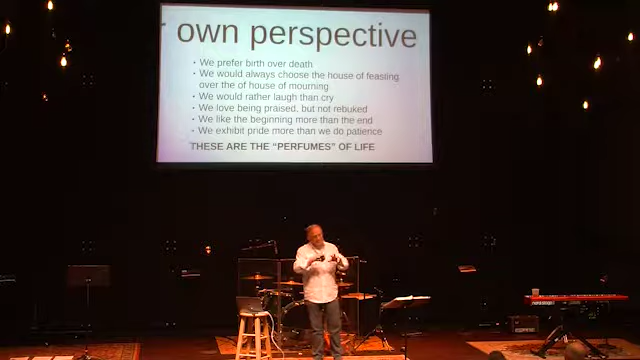 own perspective
• We prefer birth over death
• We would always choose the house of feasting
over the of house of mourning
• We would rather laugh than cry
• We love being praised, but not rebuked
• We like the beginning more than the end
• We exhibit pride more than we do patience
THESE ARE THE “PERFUMES” OF LIFE